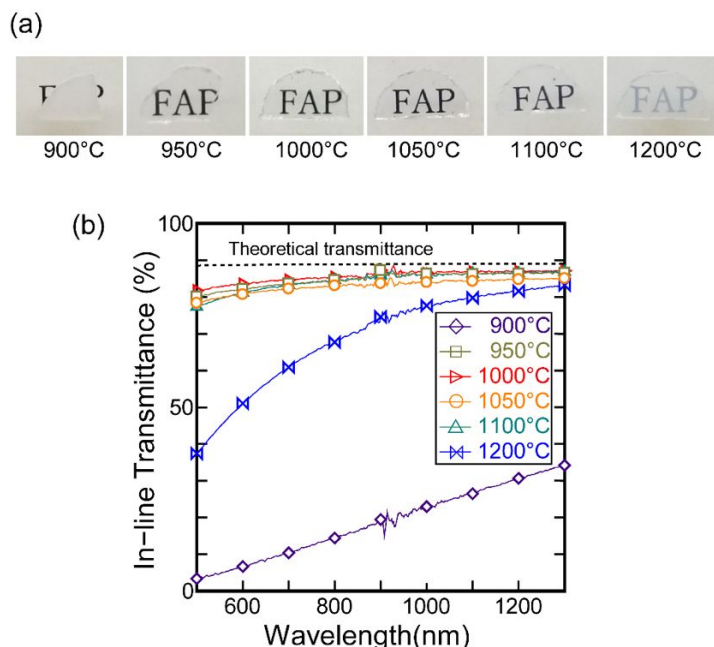 (a)
FAP FAP FAP FAP FAP FAP
900°C 950°C 1000°C 1050°C 1100°C 1200°C
(b)
100
Theoretical transmittance
900°C
950°C
1000°C
50
1050°C
1100°C
1200°C
0
600 800 1000 1200
In-line Transmittance (%)
Wavelength(nm)